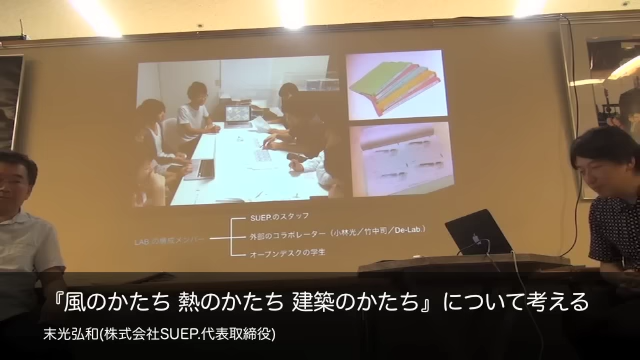 SUEP.のスタッフ
LAB.の構成メンバー
外部のコラボレーター（小林光／竹中司／De-Lab.）
オープンデスクの学生
『風のかたち 熱のかたち 建築のかたち』について考える
末光弘和(株式会社SUEP.代表取締役)